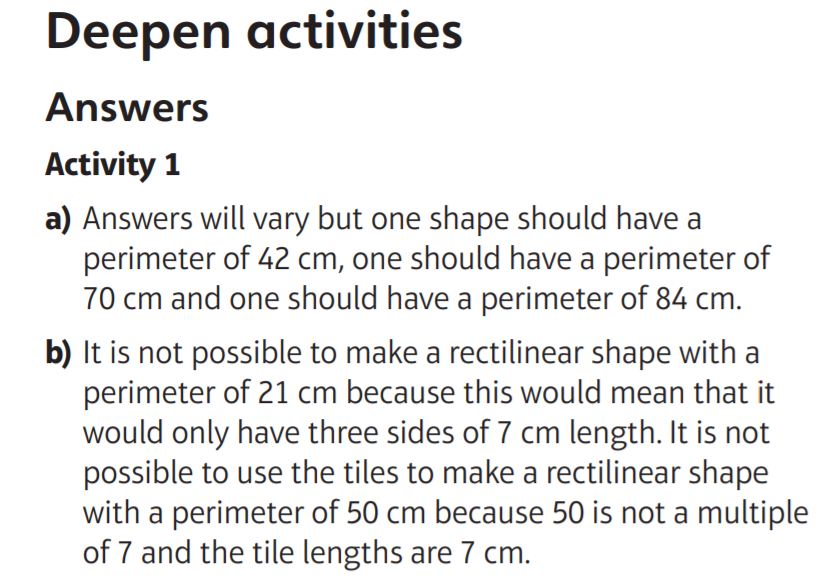 Deepen activities
Answers
Activity 1
a) Answers will vary but one shape should have a
perimeter of 42 cm, one should have a perimeter of
70 cm and one should have a perimeter of 84 cm.
b) It is not possible to make a rectilinear shape with a
perimeter of 21 cm because this would mean that it
would only have three sides of 7 cm length. It is not
possible to use the tiles to make a rectilinear shape
with a perimeter of 50 cm because 50 is not a multiple
of 7 and the tile lengths are 7 cm.